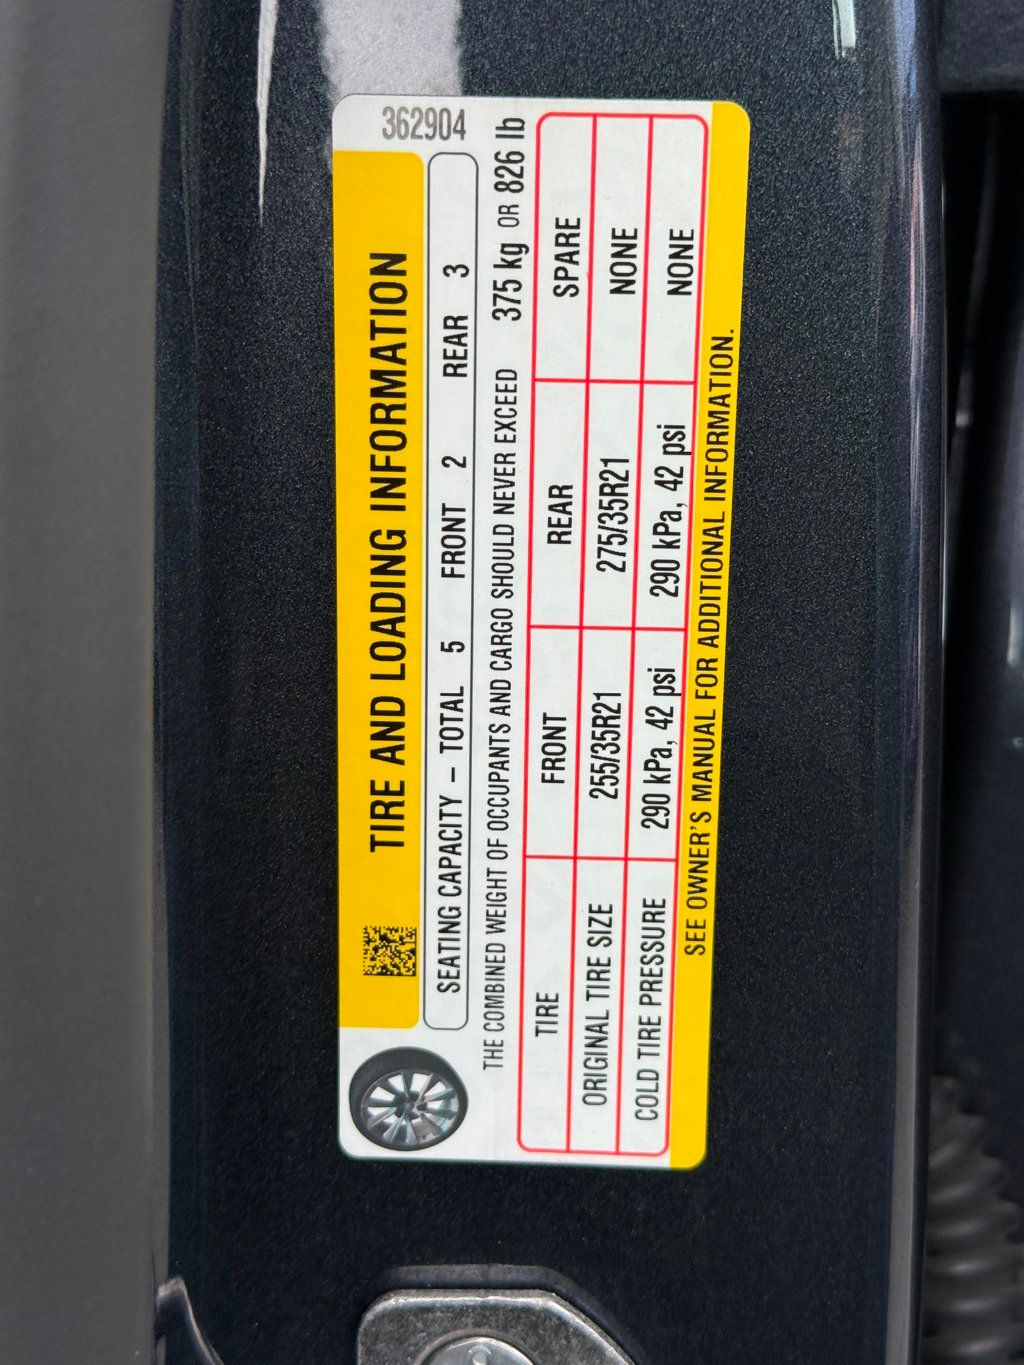 362904
TIRE AND LOADING INFORMATION
SEATING CAPACITY – TOTAL 5 FRONT 2 REAR 3
THE COMBINED WEIGHT OF OCCUPANTS AND CARGO SHOULD NEVER EXCEED 375 kg OR 826 lb
TIRE FRONT REAR SPARE
ORIGINAL TIRE SIZE 255/35R21 275/35R21 NONE
COLD TIRE PRESSURE 290 kPa, 42 psi 290 kPa, 42 psi NONE
SEE OWNER'S MANUAL FOR ADDITIONAL INFORMATION.